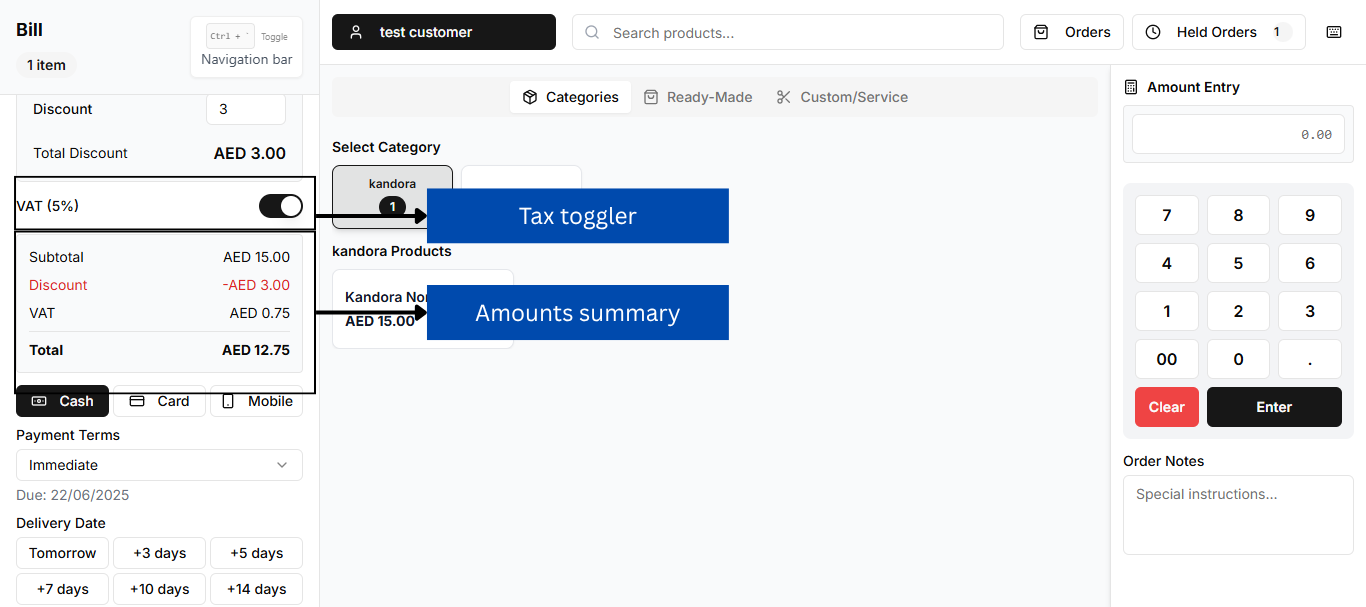 Bill
Ctrl + ` Toggle
Navigation bar
1 item
test customer
Search products...
Orders
Held Orders 1
Discount 3
Total Discount AED 3.00
VAT (5%)
Subtotal AED 15.00
Discount -AED 3.00
VAT AED 0.75
Total AED 12.75
Cash Card Mobile
Payment Terms
Immediate
Due: 22/06/2025
Delivery Date
Tomorrow +3 days +5 days
+7 days +10 days +14 days
Categories Ready-Made Custom/Service
Select Category
kandora
1
Tax toggler
kandora Products
Kandora Nor
AED 15.00
Amounts summary
Amount Entry
0.00
7 8 9
4 5 6
1 2 3
00 0 .
Clear Enter
Order Notes
Special instructions...